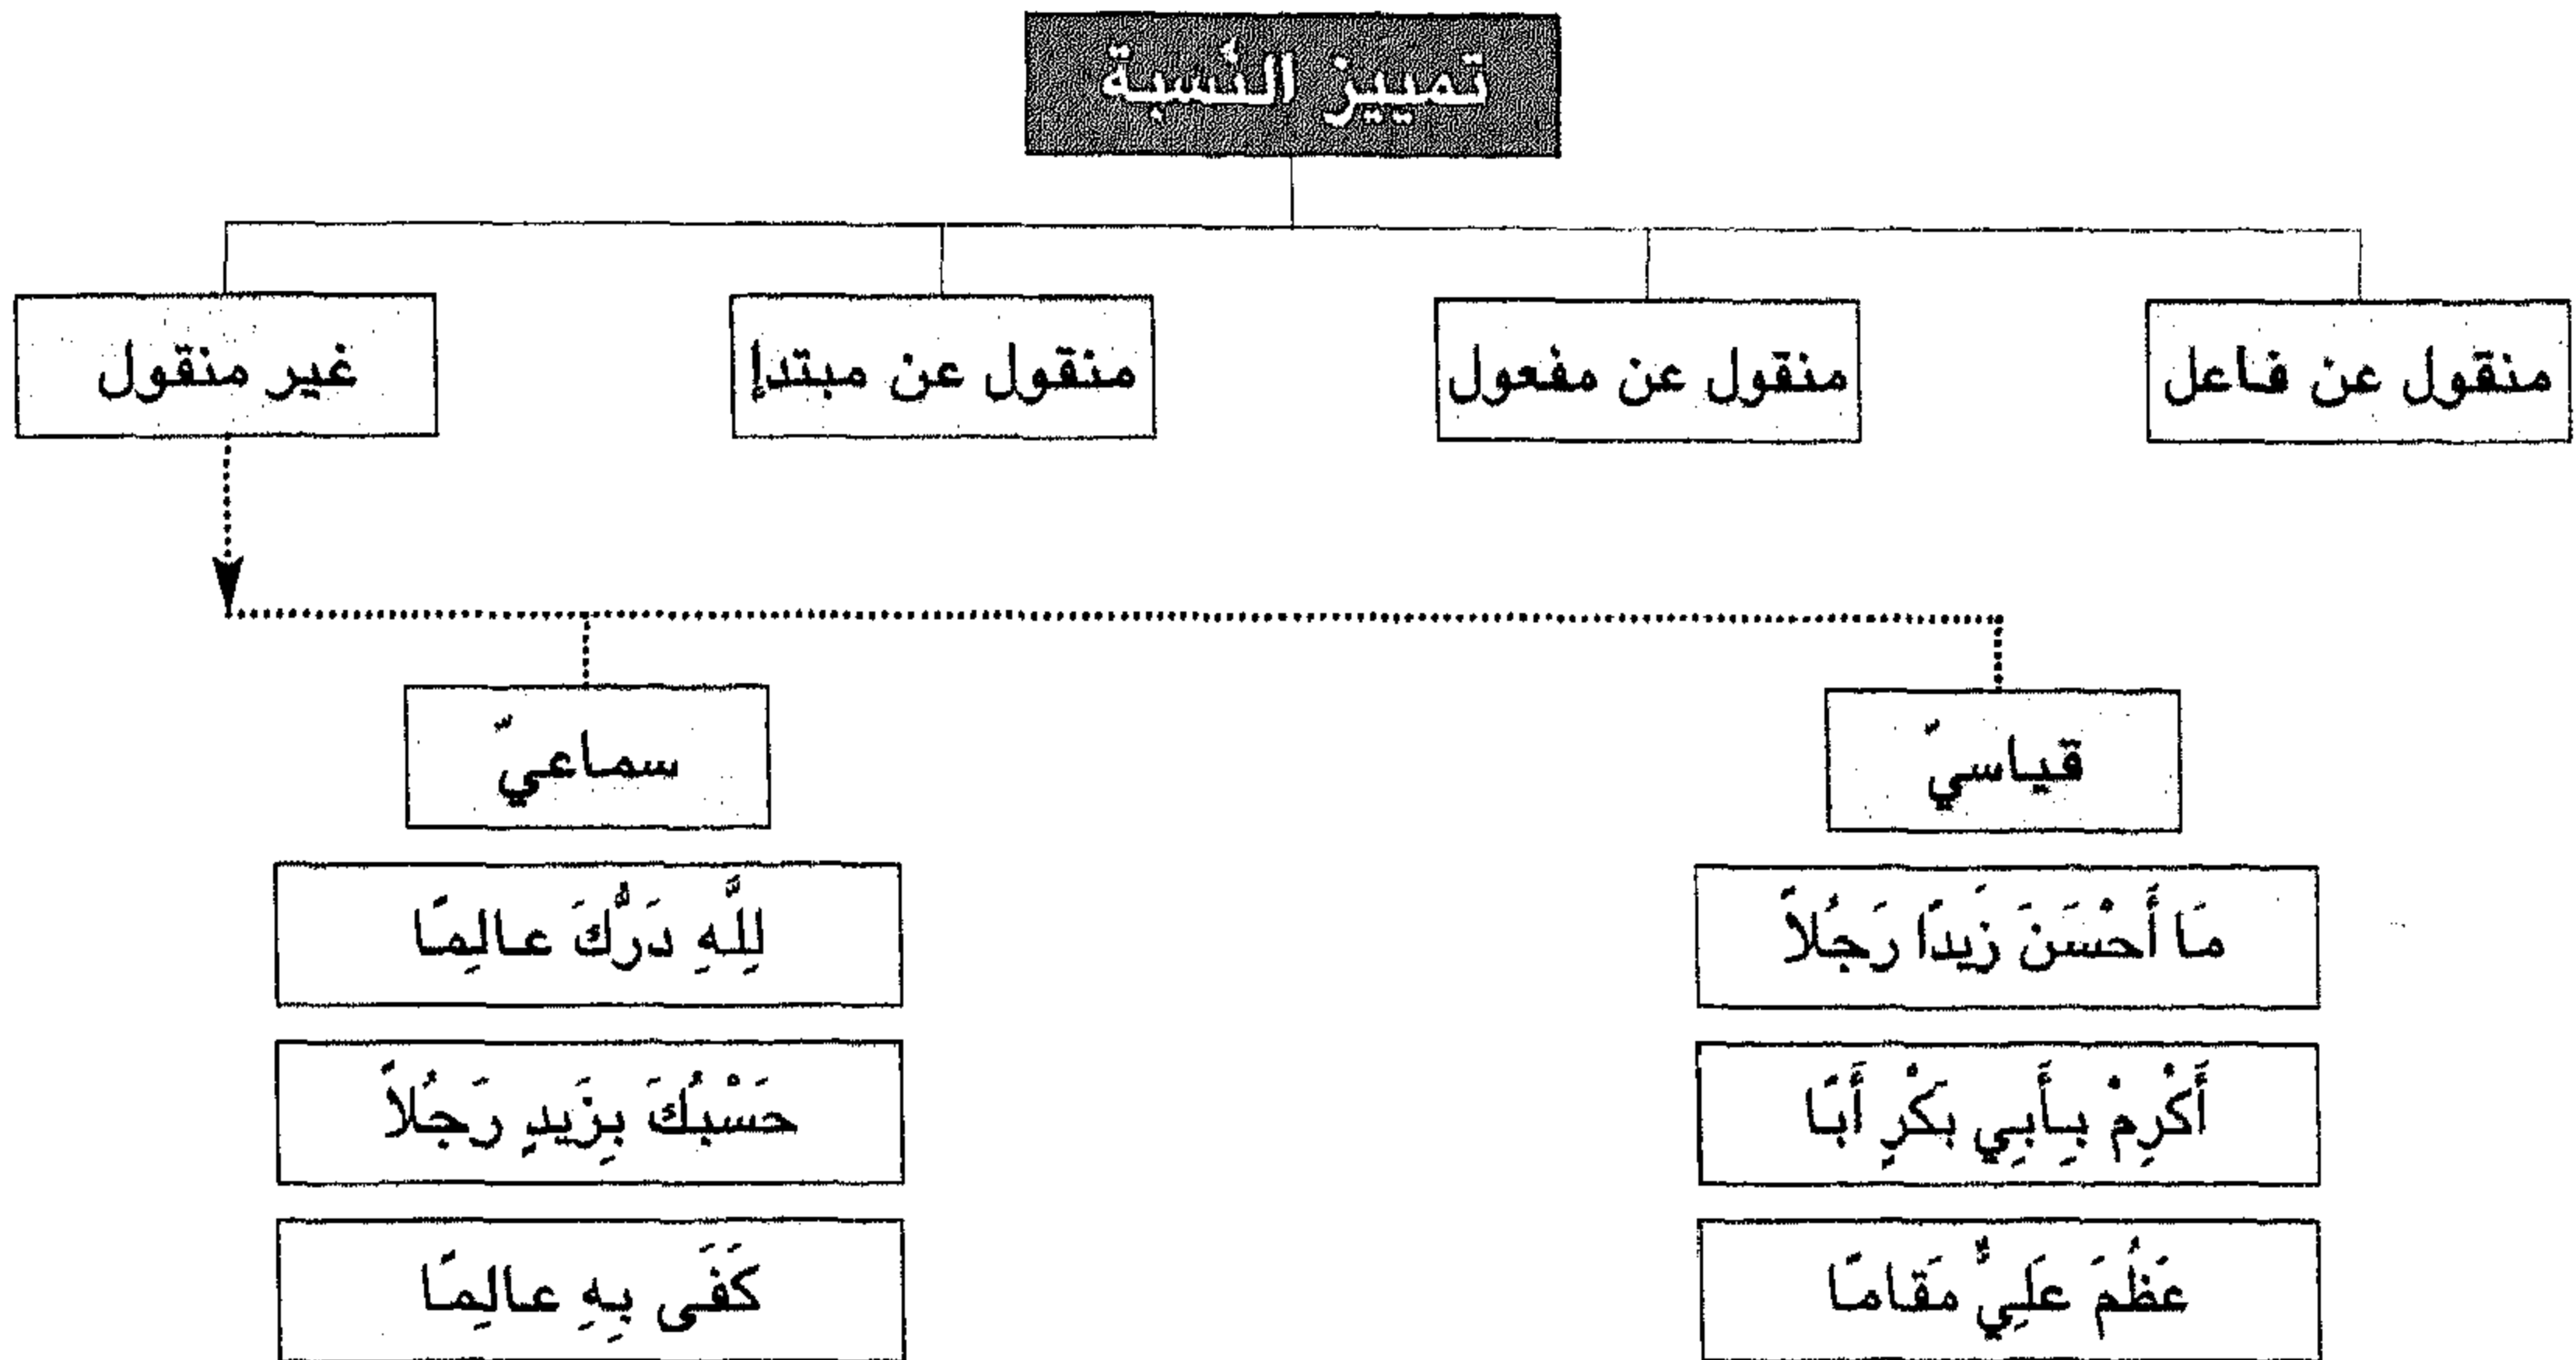 تمييز النّسبة
منقول عن فاعل
منقول عن مفعول
منقول عن مبتدإ
غير منقول
قياسيّ
سماعيّ
مَا أَحْسَنَ زَيدًا رَجُلاً
لِلَّهِ دَرُّكَ عالِمًا
أَكْرِمْ بِأَبِي بَكْرٍ أَبًا
حَسْبُكَ بِزَيدٍ رَجُلاً
عَظُمَ عَلِيٌّ مَقامًا
كَفَى بِهِ عالِمًا